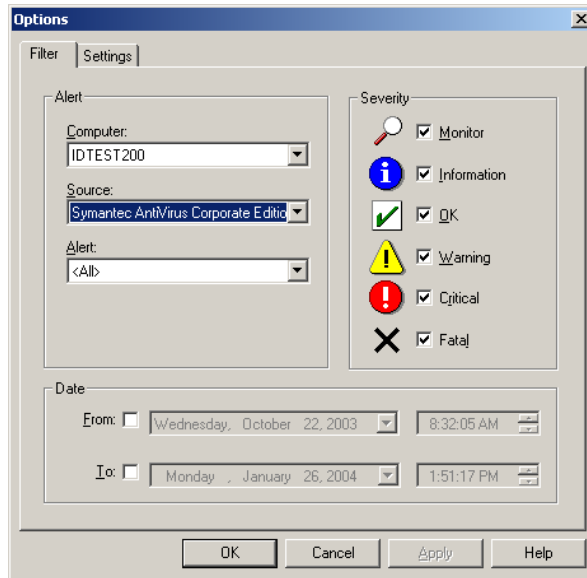 Options
Filter
Settings
Alert
Computer:
IDTEST200
Source:
Symantec AntiVirus Corporate Editio
Alert:
<All>
Severity
Monitor
Information
OK
Warning
Critical
Fatal
Date
From:
Wednesday, October 22, 2003
8:32:05 AM
To:
Monday , January 26, 2004
1:51:17 PM
OK
Cancel
Apply
Help